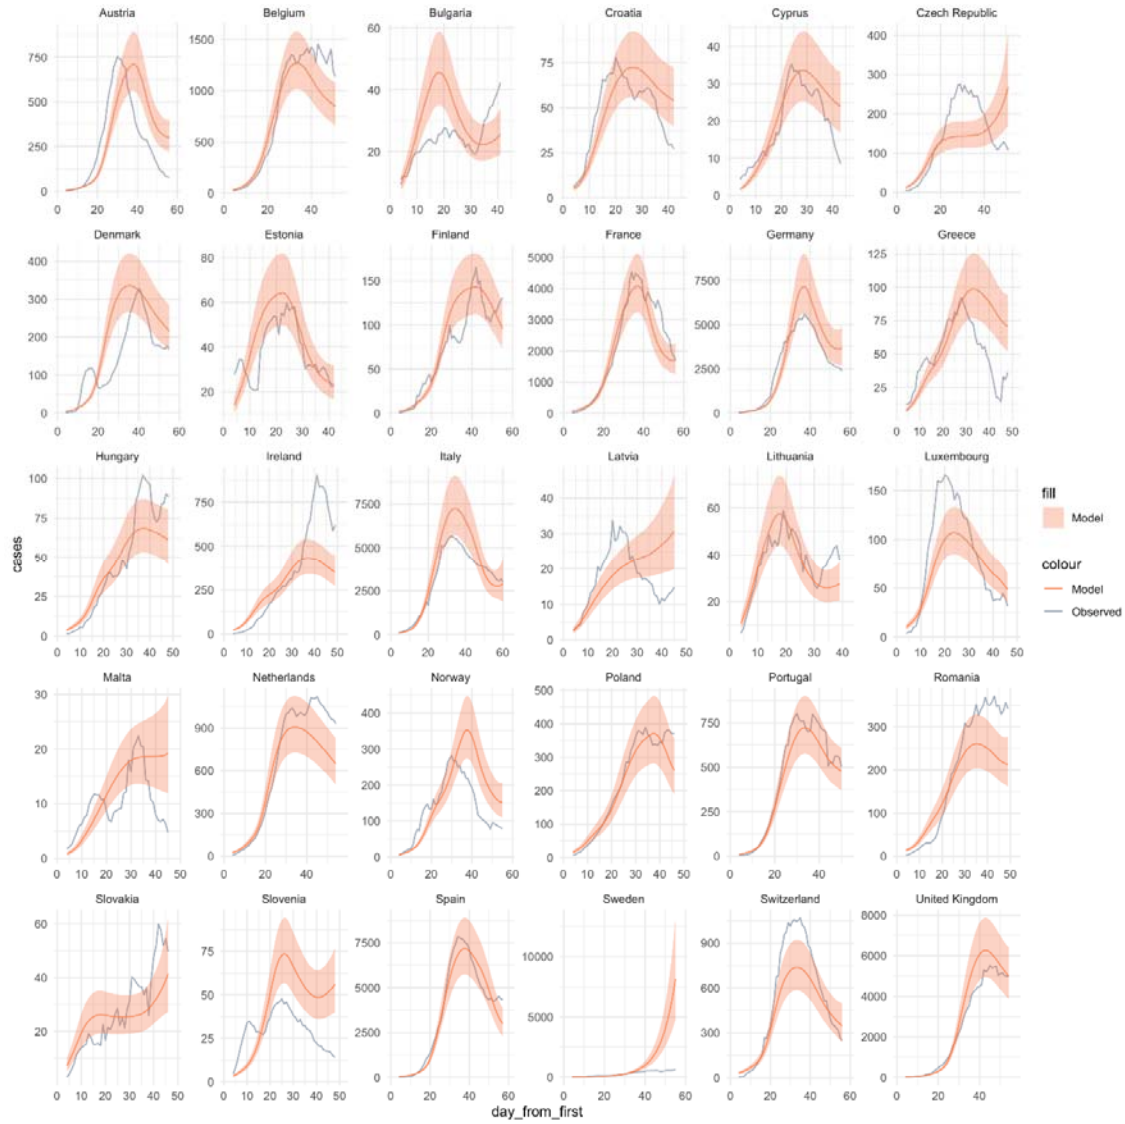 Austria Belgium Bulgaria Croatia Cyprus Czech Republic
750 500 250 0
0 20 40 60
1500 1000 500 0
0 20 40
60 40 20
0 10 20 30 40
75 50 25 0
0 10 20 30 40
40 30 20 10 0
0 10 20 30 40
400 300 200 100 0
0 20 40
Denmark Estonia Finland France Germany Greece
400 300 200 100 0
0 20 40 60
80 60 40 20
0 10 20 30 40
150 100 50 0
0 20 40 60
5000 4000 3000 2000 1000 0
0 20 40 60
7500 5000 2500 0
0 20 40 60
125 100 75 50 25
0 10 20 30 40 50
Hungary Ireland Italy Latvia Lithuania Luxembourg
100 75 50 25 0
0 10 20 30 40 50
750 500 250 0
0 10 20 30 40 50
7500 5000 2500 0
0 20 40 60
40 30 20 10 0
0 10 20 30 40 50
60 40 20
0 10 20 30 40
150 100 50 0
0 10 20 30 40 50
Malta Netherlands Norway Poland Portugal Romania
30 20 10 0
0 10 20 30 40 50
900 600 300 0
0 20 40
400 300 200 100 0
0 20 40 60
500 400 300 200 100 0
0 10 20 30 40 50
750 500 250 0
0 20 40
300 200 100 0
0 10 20 30 40 50
Slovakia Slovenia Spain Sweden Switzerland United Kingdom
60 40 20
0 10 20 30 40 50
75 50 25 0
0 10 20 30 40 50
7500 5000 2500 0
0 20 40 60
10000 5000 0
0 20 40 60
900 600 300 0
0 20 40 60
8000 6000 4000 2000 0
0 20 40
cases
day_from_first
fill
Model
colour
Model
Observed